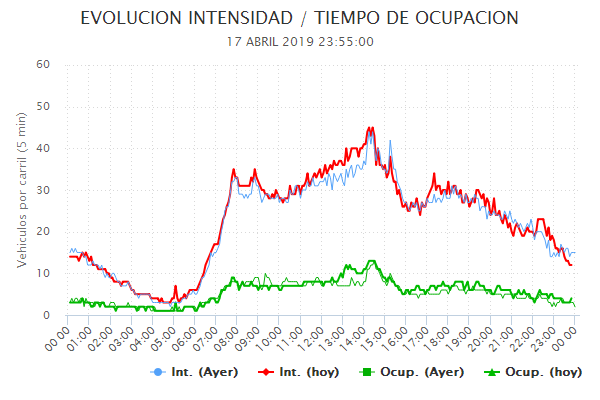 EVOLUCION INTENSIDAD / TIEMPO DE OCUPACION
17 ABRIL 2019 23:55:00
Vehiculos por carril (5 min)
60
50
40
30
20
10
0
00:00 01:00 02:00 03:00 04:00 05:00 06:00 07:00 08:00 09:00 10:00 11:00 12:00 13:00 14:00 15:00 16:00 17:00 18:00 19:00 20:00 21:00 22:00 23:00 00:00
Int. (Ayer) Int. (hoy) Ocup. (Ayer) Ocup. (hoy)